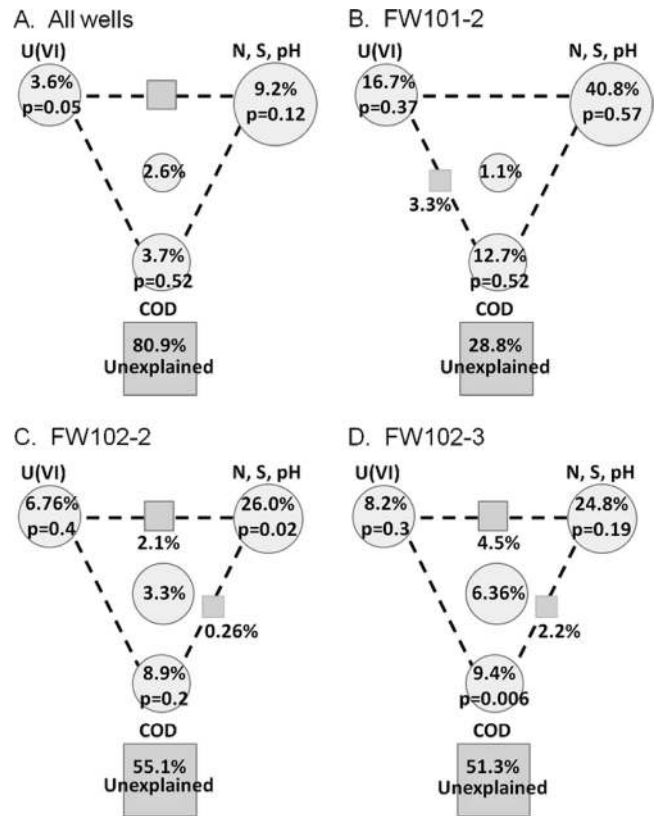 A. All wells
U(VI)
N, S, pH
3.6%
p=0.05
9.2%
p=0.12
2.6%
3.7%
p=0.52
COD
80.9%
Unexplained
B. FW101-2
U(VI)
N, S, pH
16.7%
p=0.37
40.8%
p=0.57
3.3%
1.1%
12.7%
p=0.52
COD
28.8%
Unexplained
C. FW102-2
U(VI)
N, S, pH
6.76%
p=0.4
26.0%
p=0.02
2.1%
3.3%
0.26%
8.9%
p=0.2
COD
55.1%
Unexplained
D. FW102-3
U(VI)
N, S, pH
8.2%
p=0.3
24.8%
p=0.19
4.5%
6.36%
2.2%
9.4%
p=0.006
COD
51.3%
Unexplained